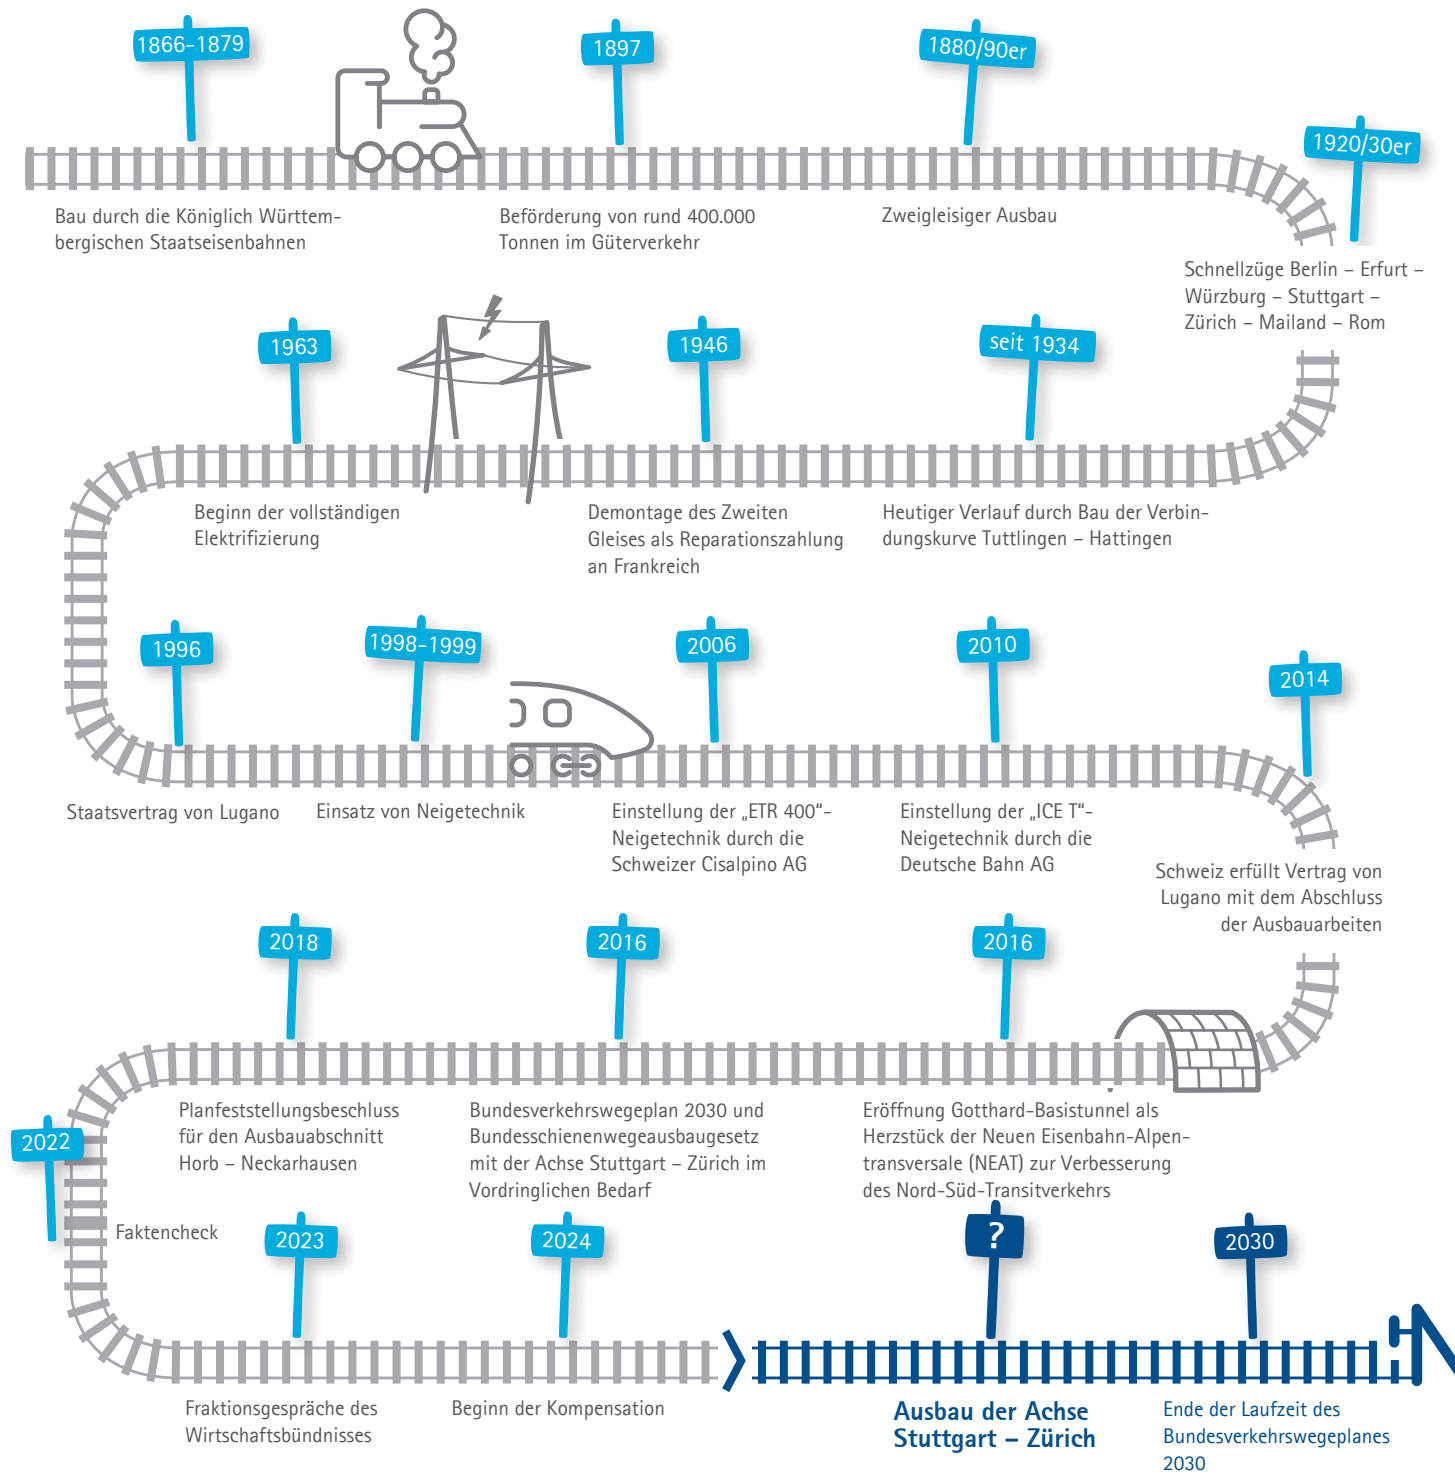 1866-1879
Bau durch die Königlich Württem-
bergischen Staatseisenbahnen
1897
Beförderung von rund 400.000
Tonnen im Güterverkehr
1880/90er
Zweigleisiger Ausbau
1920/30er
Schnellzüge Berlin – Erfurt –
Würzburg – Stuttgart –
Zürich – Mailand – Rom
seit 1934
Heutiger Verlauf durch Bau der Verbin-
dungskurve Tuttlingen – Hattingen
1946
Demontage des Zweiten
Gleises als Reparationszahlung
an Frankreich
1963
Beginn der vollständigen
Elektrifizierung
1996
Staatsvertrag von Lugano
1998-1999
Einsatz von Neigetechnik
2006
Einstellung der „ETR 400“-
Neigetechnik durch die
Schweizer Cisalpino AG
2010
Einstellung der „ICE T“-
Neigetechnik durch die
Deutsche Bahn AG
2014
Schweiz erfüllt Vertrag von
Lugano mit dem Abschluss
der Ausbauarbeiten
2016
Eröffnung Gotthard-Basistunnel als
Herzstück der Neuen Eisenbahn-Alpen-
transversale (NEAT) zur Verbesserung
des Nord-Süd-Transitverkehrs
2016
Bundesverkehrswegeplan 2030 und
Bundesschienenwegeausbaugesetz
mit der Achse Stuttgart – Zürich im
Vordringlichen Bedarf
2018
Planfeststellungsbeschluss
für den Ausbauabschnitt
Horb – Neckarhausen
2022
Faktencheck
2023
Fraktionsgespräche des
Wirtschaftsbündnisses
2024
Beginn der Kompensation
?
Ausbau der Achse
Stuttgart – Zürich
2030
Ende der Laufzeit des
Bundesverkehrswegeplanes
2030